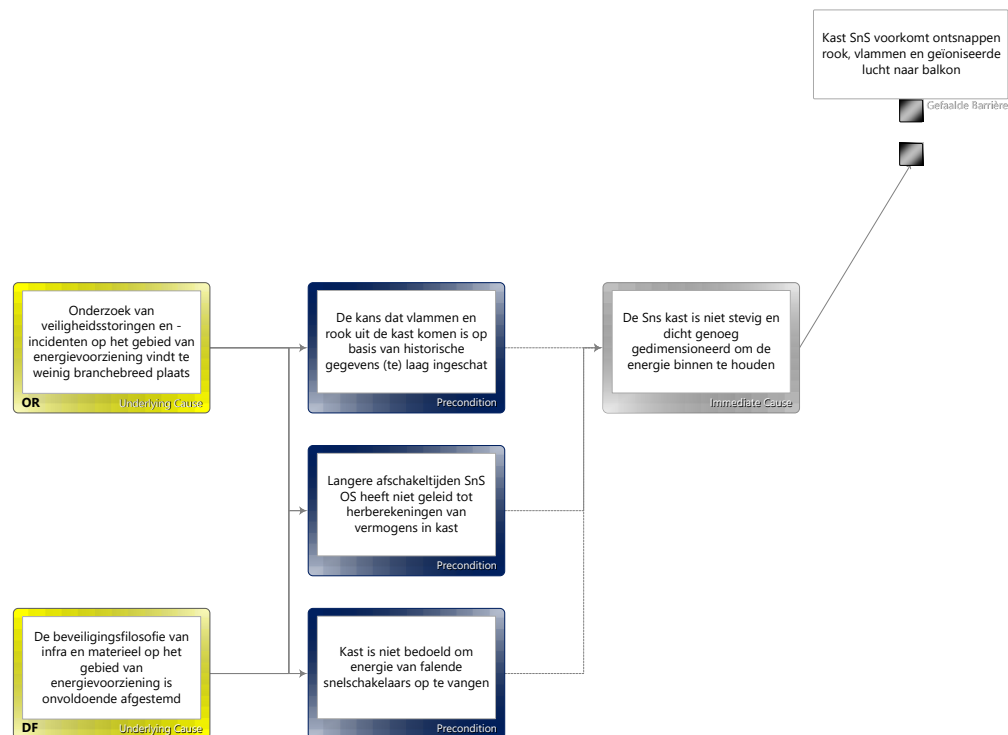 Kast SnS voorkomt ontsnappen
rook, vlammen en geïoniseerde
lucht naar balkon
Gefaalde Barrière
Onderzoek van
veiligheidsstoringen en -
incidenten op het gebied van
energievoorziening vindt te
weinig branchebreed plaats
OR
Underlying Cause
De kans dat vlammen en
rook uit de kast komen is op
basis van historische
gegevens (te) laag ingeschat
Precondition
De Sns kast is niet stevig en
dicht genoeg
gedimensioneerd om de
energie binnen te houden
Immediate Cause
Langere afschakeltijden SnS
OS heeft niet geleid tot
herberekeningen van
vermogens in kast
Precondition
De beveiligingsfilosofie van
infra en materieel op het
gebied van
energievoorziening is
onvoldoende afgestemd
DF
Underlying Cause
Kast is niet bedoeld om
energie van falende
snelschakelaars op te vangen
Precondition